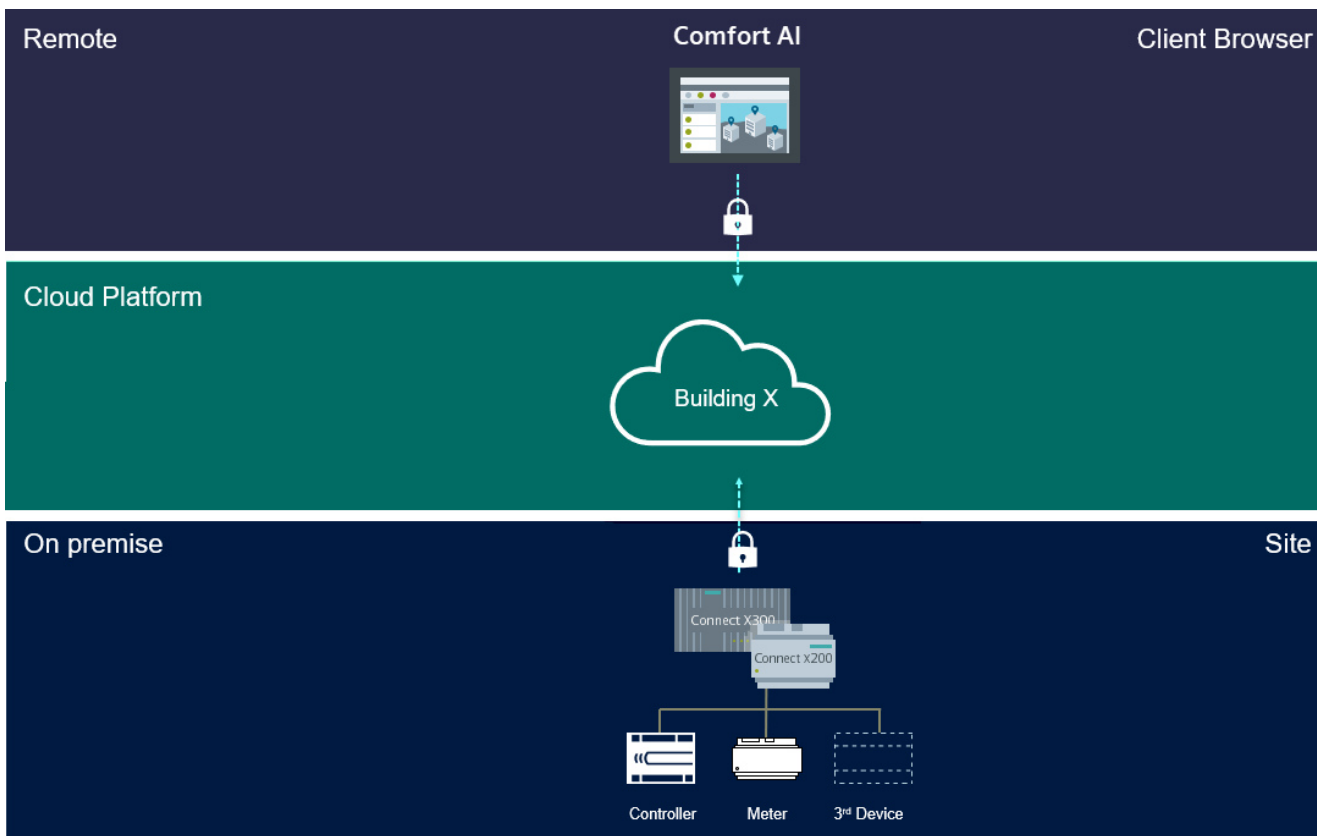 Remote
Comfort AI
Client Browser
Cloud Platform
Building X
On premise
Site
Connect X300
Connect X200
Controller
Meter
3rd Device